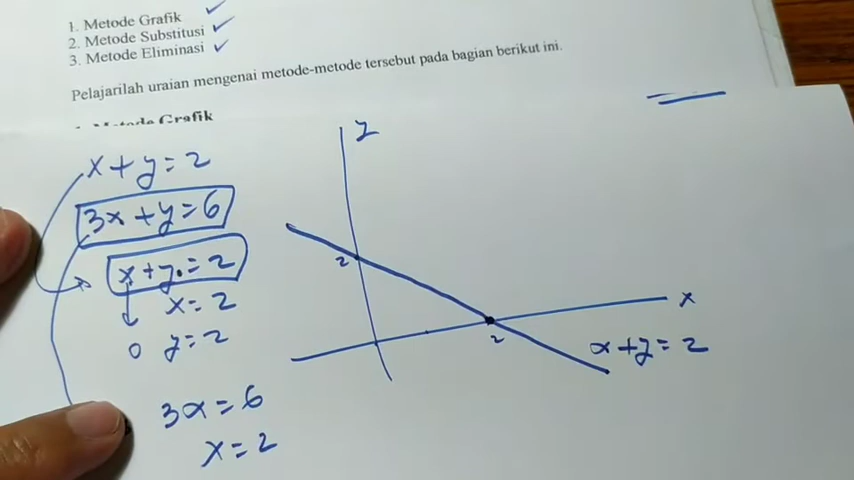 1. Metode Grafik
2. Metode Substitusi
3. Metode Eliminasi
Pelajarilah uraian mengenai metode-metode tersebut pada bagian berikut ini.
Metode Grafik
x + y = 2
3x + y = 6
x + y = 2
x = 2
0 y = 2
3x = 6
x = 2
y
2
x
2
x + y = 2